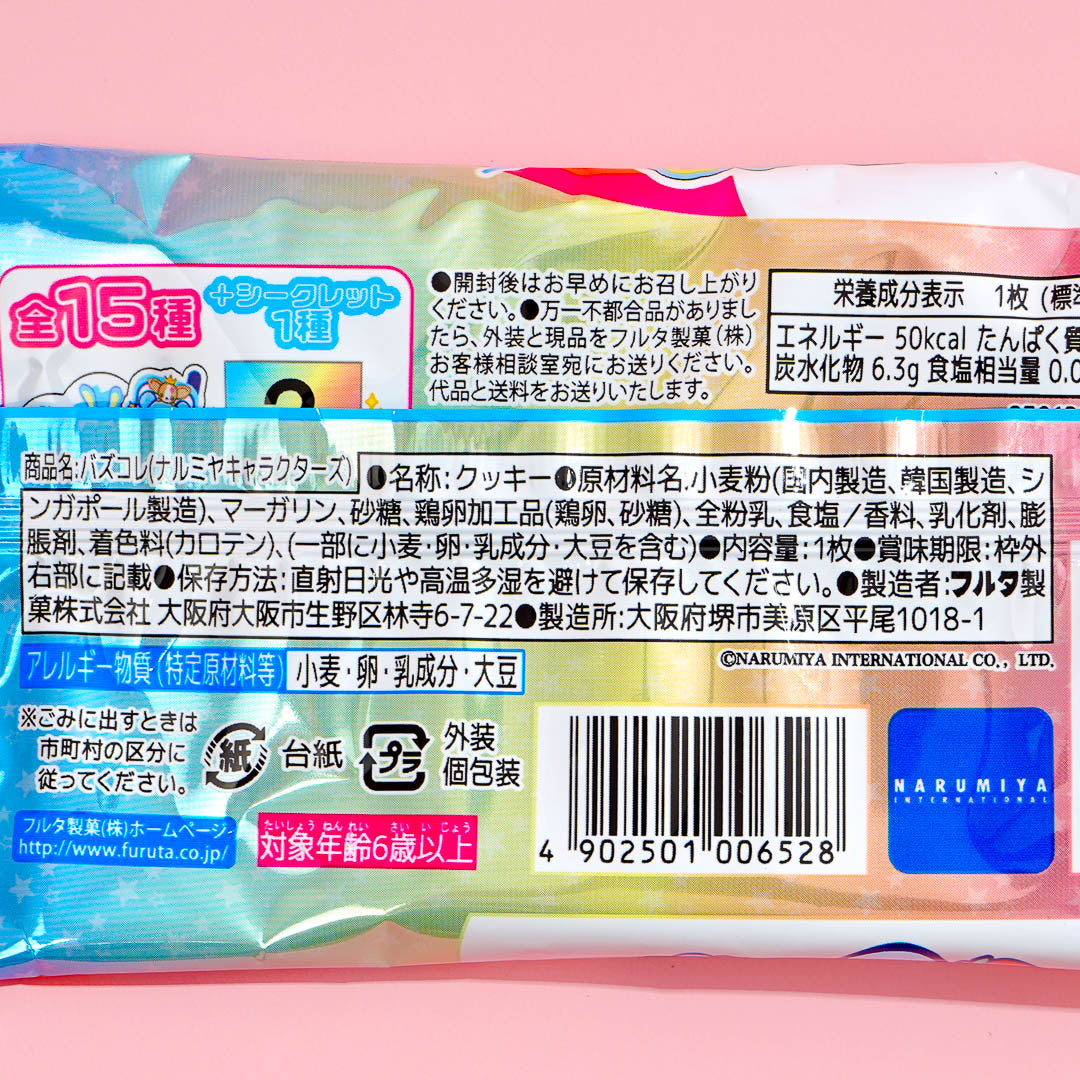 全15種
+シークレット
1種
●開封後はお早めにお召し上がり
ください。●万一不都合品がありまし
たら、外装と現品をフルタ製菓(株)
お客様相談室宛にお送りください。
代品と送料をお送りいたします。
栄養成分表示 1枚(標準
エネルギー 50kcal たんぱく質
炭水化物 6.3g 食塩相当量 0.0
商品名:バズコレ(ナルミヤキャラクターズ)
●名称:クッキー●原材料名:小麦粉(国内製造、韓国製造、シ
ンガポール製造)、マーガリン、砂糖、鶏卵加工品(鶏卵、砂糖)、全粉乳、食塩/香料、乳化剤、膨
脹剤、着色料(カロテン)、(一部に小麦・卵・乳成分・大豆を含む)●内容量:1枚●賞味期限:枠外
右部に記載●保存方法:直射日光や高温多湿を避けて保存してください。●製造者:フルタ製
菓株式会社 大阪府大阪市生野区林寺6-7-22●製造所:大阪府堺市美原区平尾1018-1
アレルギー物質(特定原材料等) 小麦・卵・乳成分・大豆
©NARUMIYA INTERNATIONAL CO., LTD.
※ごみに出すときは
市町村の区分に
従ってください。
紙 台紙
プラ 外装
個包装
フルタ製菓(株)ホームページ
http://www.furuta.co.jp/
たいしょうねんれい さい いじょう
対象年齢6歳以上
4 902501 006528
NARUMIYA
INTERNATIONAL